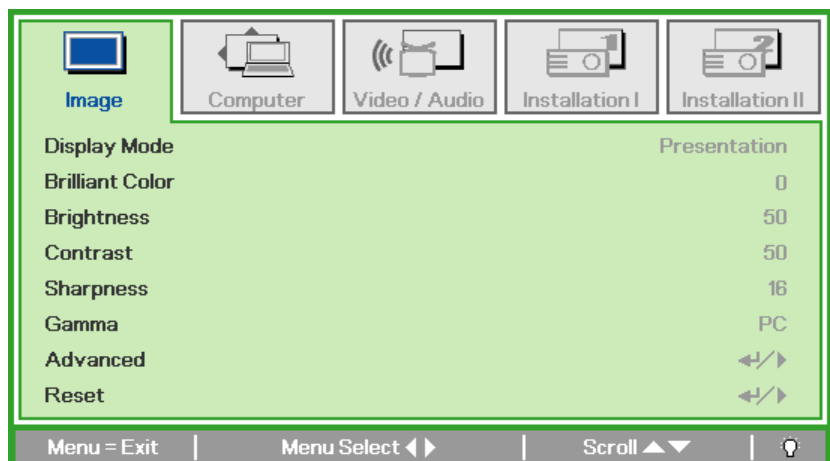 Image
Computer
Video / Audio
Installation I
Installation II
Display Mode Presentation
Brilliant Color 0
Brightness 50
Contrast 50
Sharpness 16
Gamma PC
Advanced ↵/▶
Reset ↵/▶
Menu = Exit | Menu Select ◀▶ | Scroll ▲▼